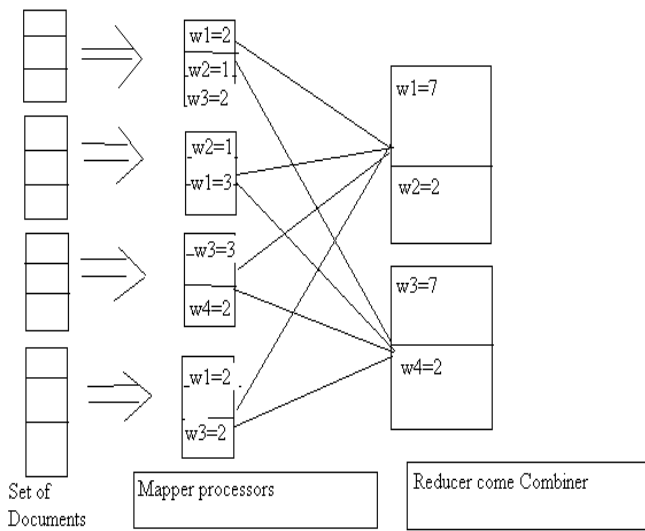 w1=2
w2=1
w3=2
w2=1
w1=3
w3=3
w4=2
w1=2
w3=2
w1=7
w2=2
w3=7
w4=2
Set of
Documents
Mapper processors
Reducer come Combiner